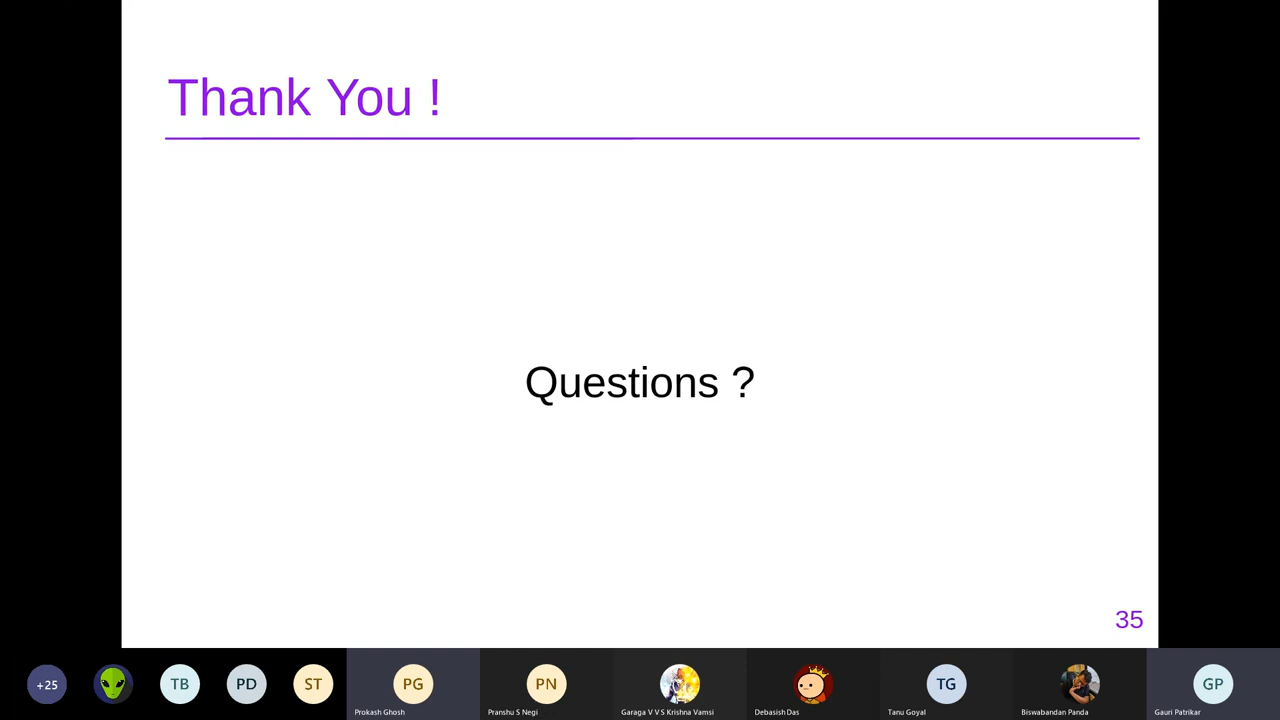 Thank You !
Questions ?
35
+25
TB
PD
ST
PG
Prokash Ghosh
PN
Pranshu S Negi
Garaga V V S Krishna Vamsi
Debasish Das
TG
Tanu Goyal
Biswabandan Panda
GP
Gauri Patrikar